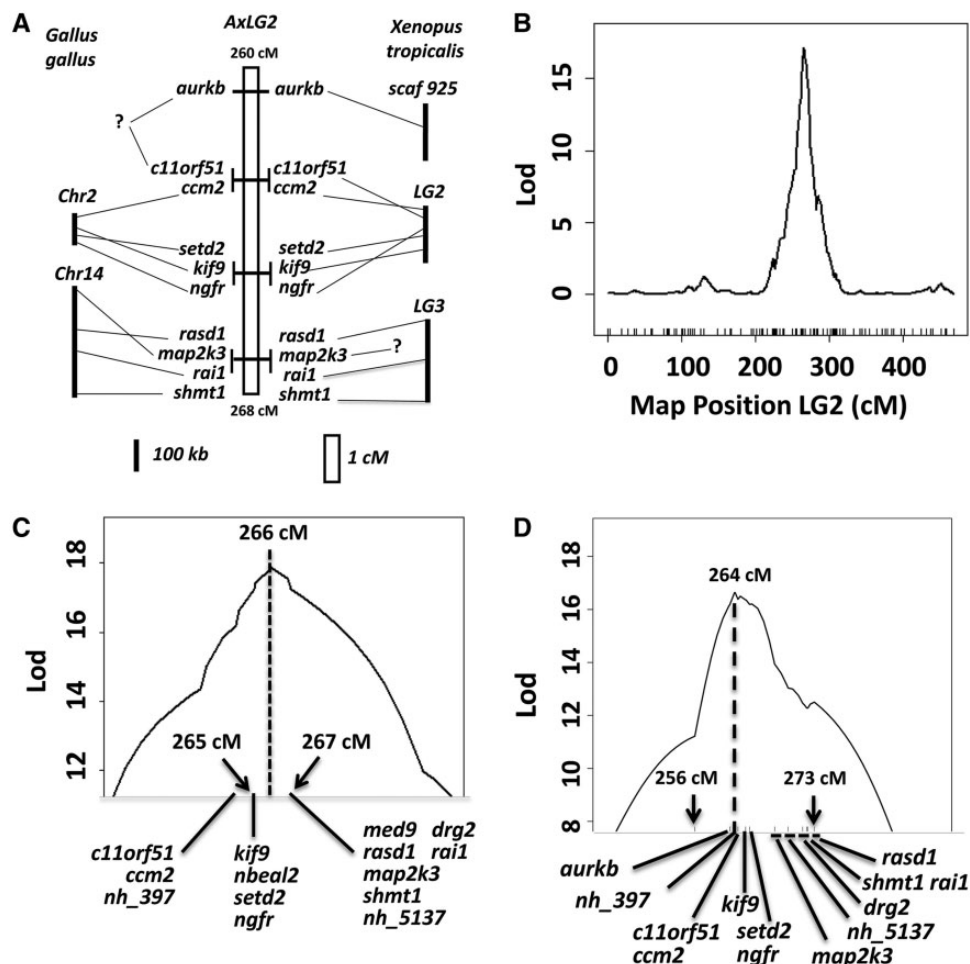 A
Gallus
gallus
AxLG2
Xenopus
tropicalis
260 cM
aurkb
aurkb
scaf 925
?
c11orf51
c11orf51
ccm2
ccm2
Chr2
LG2
setd2
setd2
kif9
kif9
ngfr
ngfr
Chr14
LG3
rasd1
rasd1
map2k3
map2k3
?
rai1
rai1
shmt1
shmt1
268 cM
100 kb
1 cM
B
Lod
15
10
5
0
0 100 200 300 400
Map Position LG2 (cM)
C
Lod
18
16
14
12
266 cM
265 cM
267 cM
c11orf51
ccm2
nh_397
kif9
nbeal2
setd2
ngfr
med9 drg2
rasd1 rai1
map2k3
shmt1
nh_5137
D
Lod
18
16
14
12
10
8
264 cM
256 cM
273 cM
aurkb
nh_397
c11orf51
ccm2
kif9
setd2
ngfr
rasd1
shmt1 rai1
drg2
nh_5137
map2k3